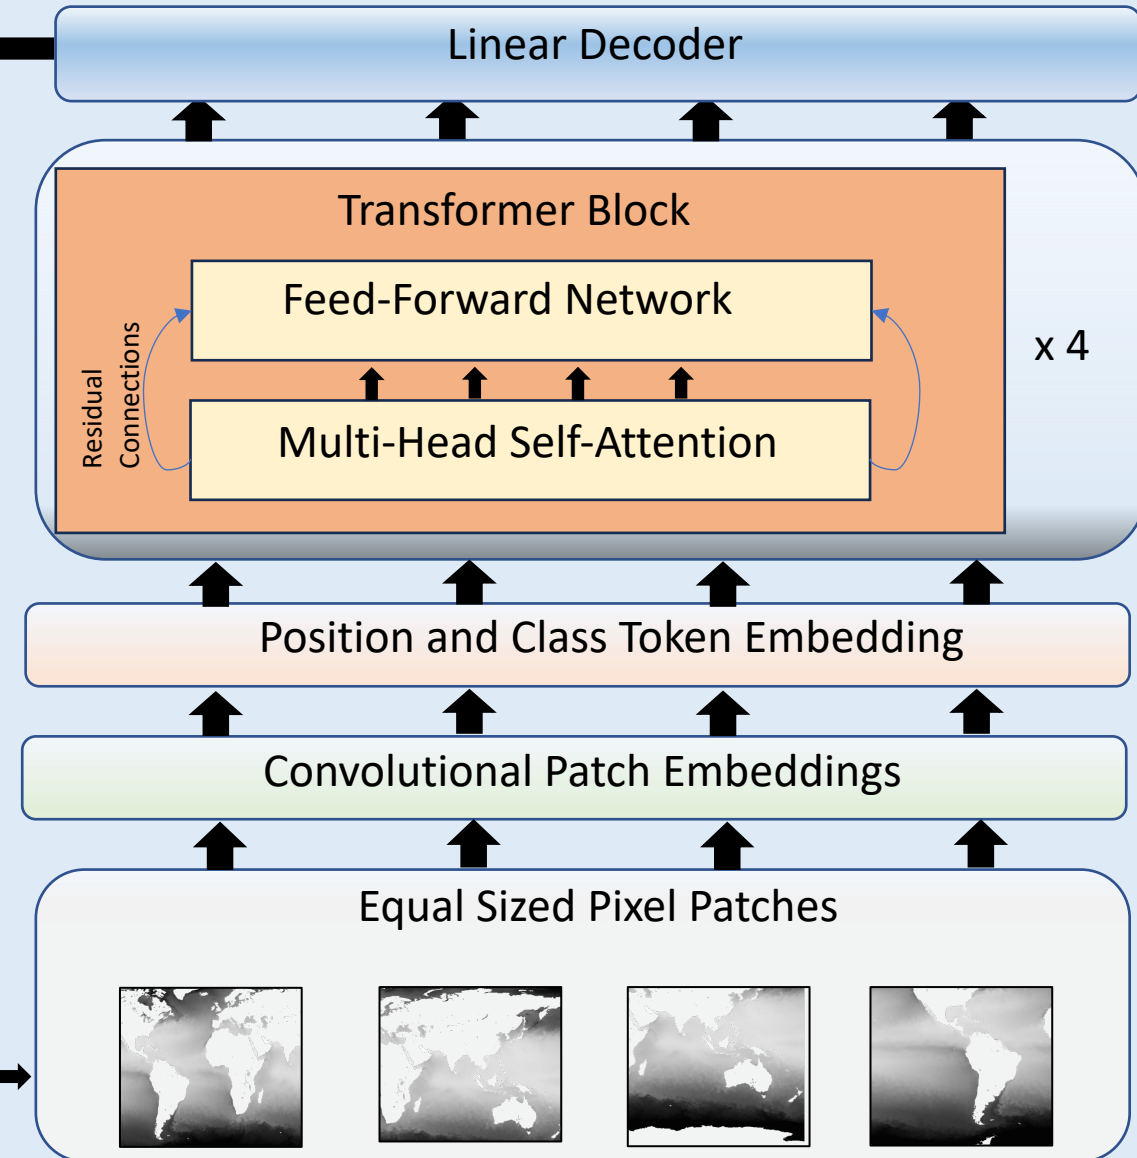 Linear Decoder
Transformer Block
Feed-Forward Network
Residual
Connections
x 4
Multi-Head Self-Attention
Position and Class Token Embedding
Convolutional Patch Embeddings
Equal Sized Pixel Patches